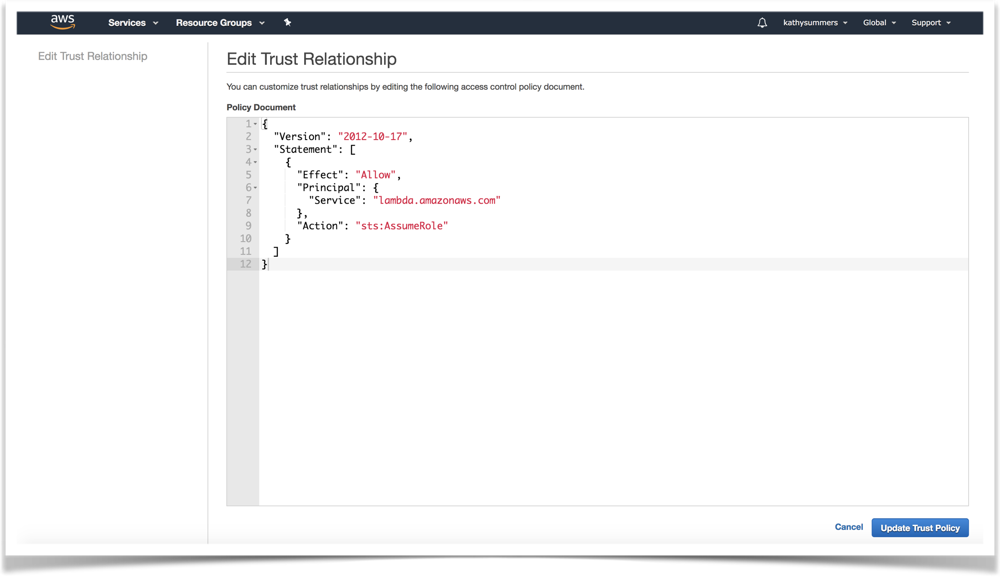 aws Services Resource Groups kathysummers Global Support
Edit Trust Relationship
Edit Trust Relationship
You can customize trust relationships by editing the following access control policy document.
Policy Document
1 {
2 "Version": "2012-10-17",
3 "Statement": [
4 {
5 "Effect": "Allow",
6 "Principal": {
7 "Service": "lambda.amazonaws.com"
8 },
9 "Action": "sts:AssumeRole"
10 }
11 ]
12 }
Cancel Update Trust Policy